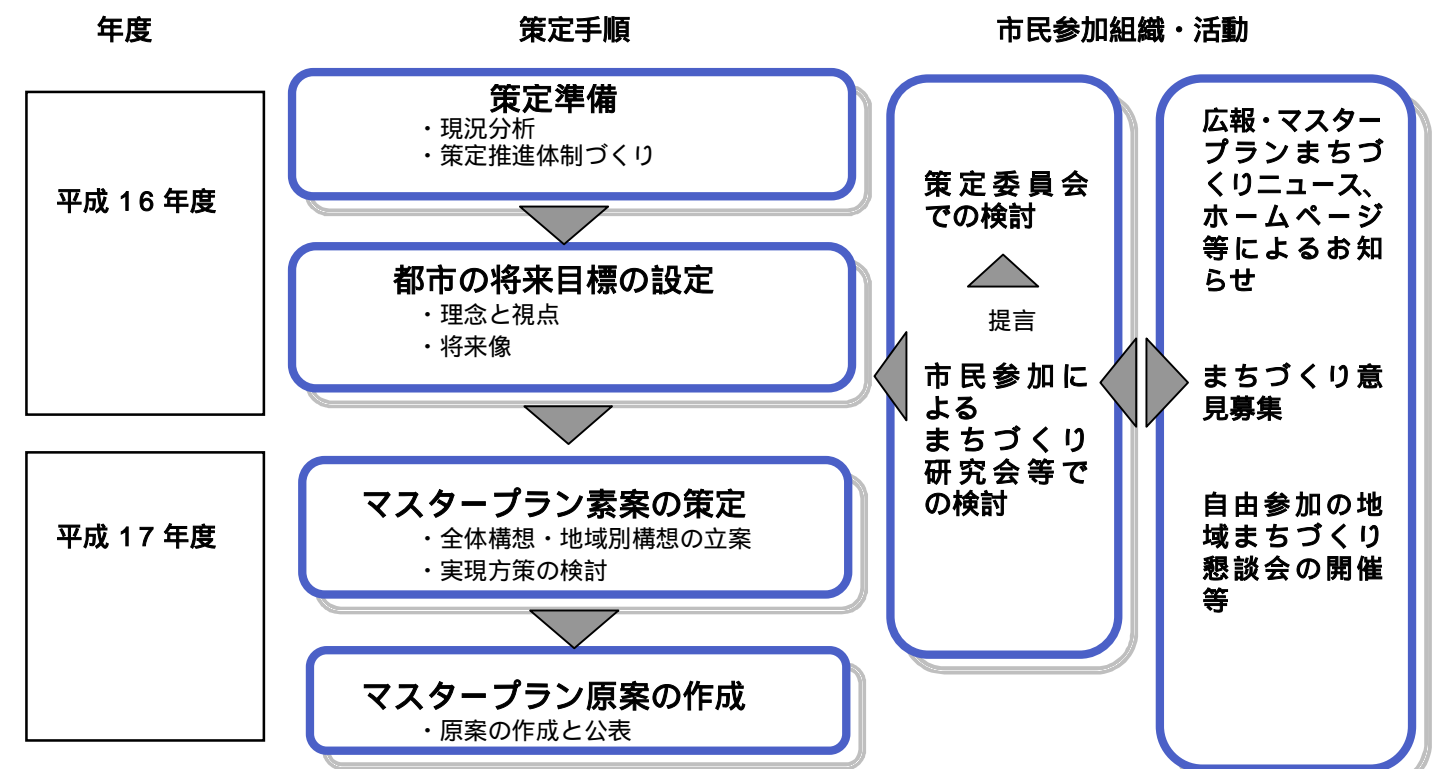 年度
策定手順
市民参加組織・活動
平成 16 年度
策定準備
・現況分析
・策定推進体制づくり
都市の将来目標の設定
・理念と視点
・将来像
平成 17 年度
マスタープラン素案の策定
・全体構想・地域別構想の立案
・実現方策の検討
マスタープラン原案の作成
・原案の作成と公表
策定委員会
での検討
提言
市民参加に
よる
まちづくり
研究会等で
の検討
広報・マスター
プランまちづ
くりニュース、
ホームページ
等によるお知
らせ
まちづくり意
見募集
自由参加の地
域まちづくり
懇談会の開催
等